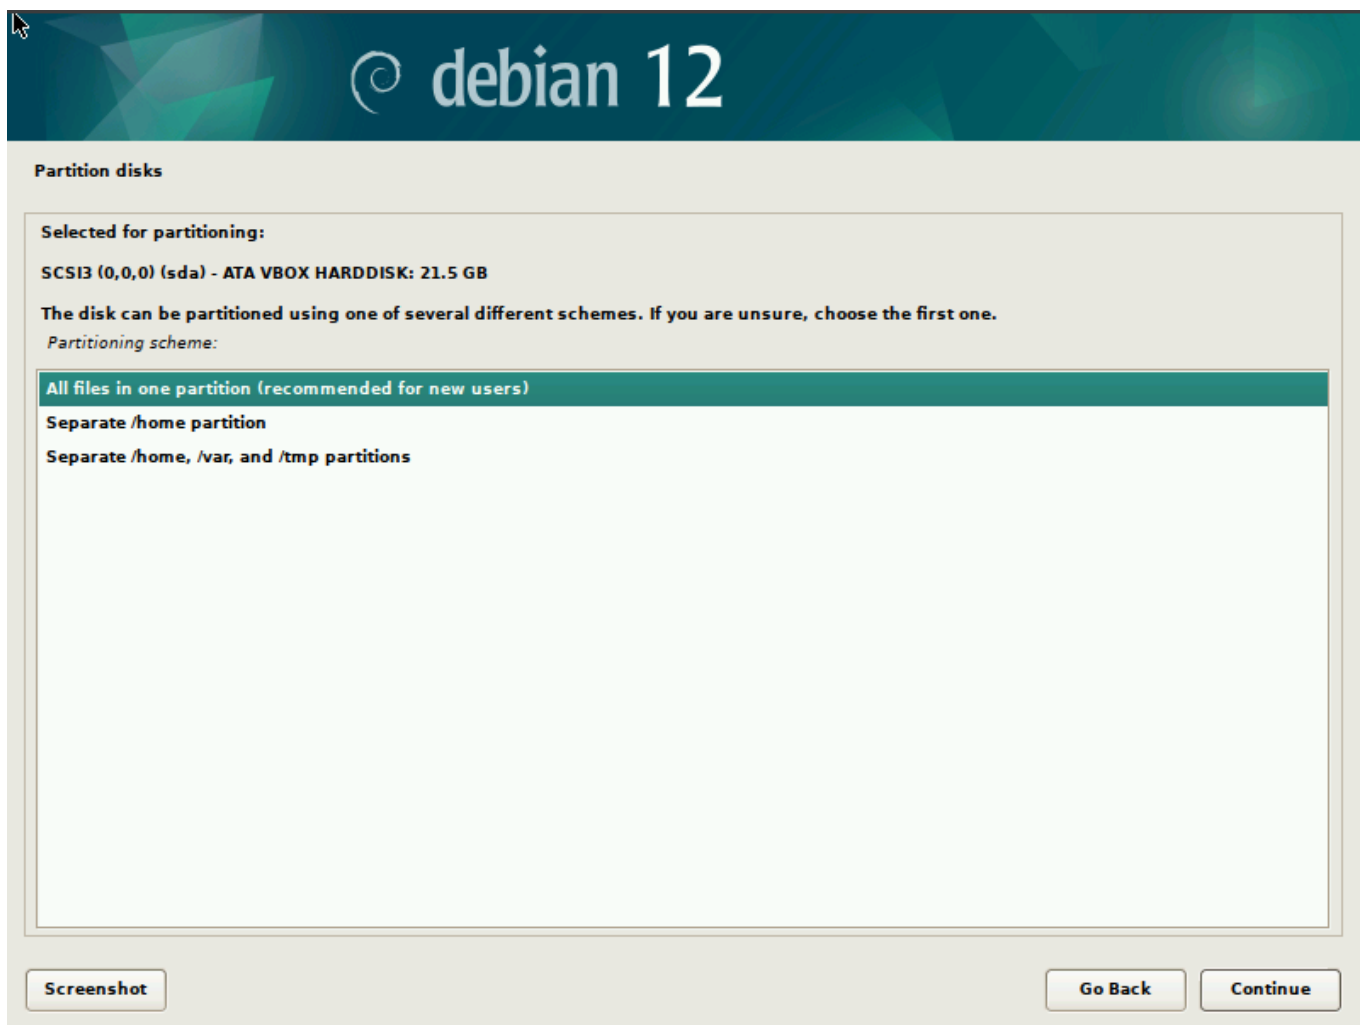 debian 12
Partition disks
Selected for partitioning:
SCSI3 (0,0,0) (sda) - ATA VBOX HARDDISK: 21.5 GB
The disk can be partitioned using one of several different schemes. If you are unsure, choose the first one.
Partitioning scheme:
All files in one partition (recommended for new users)
Separate /home partition
Separate /home, /var, and /tmp partitions
Screenshot
Go Back
Continue